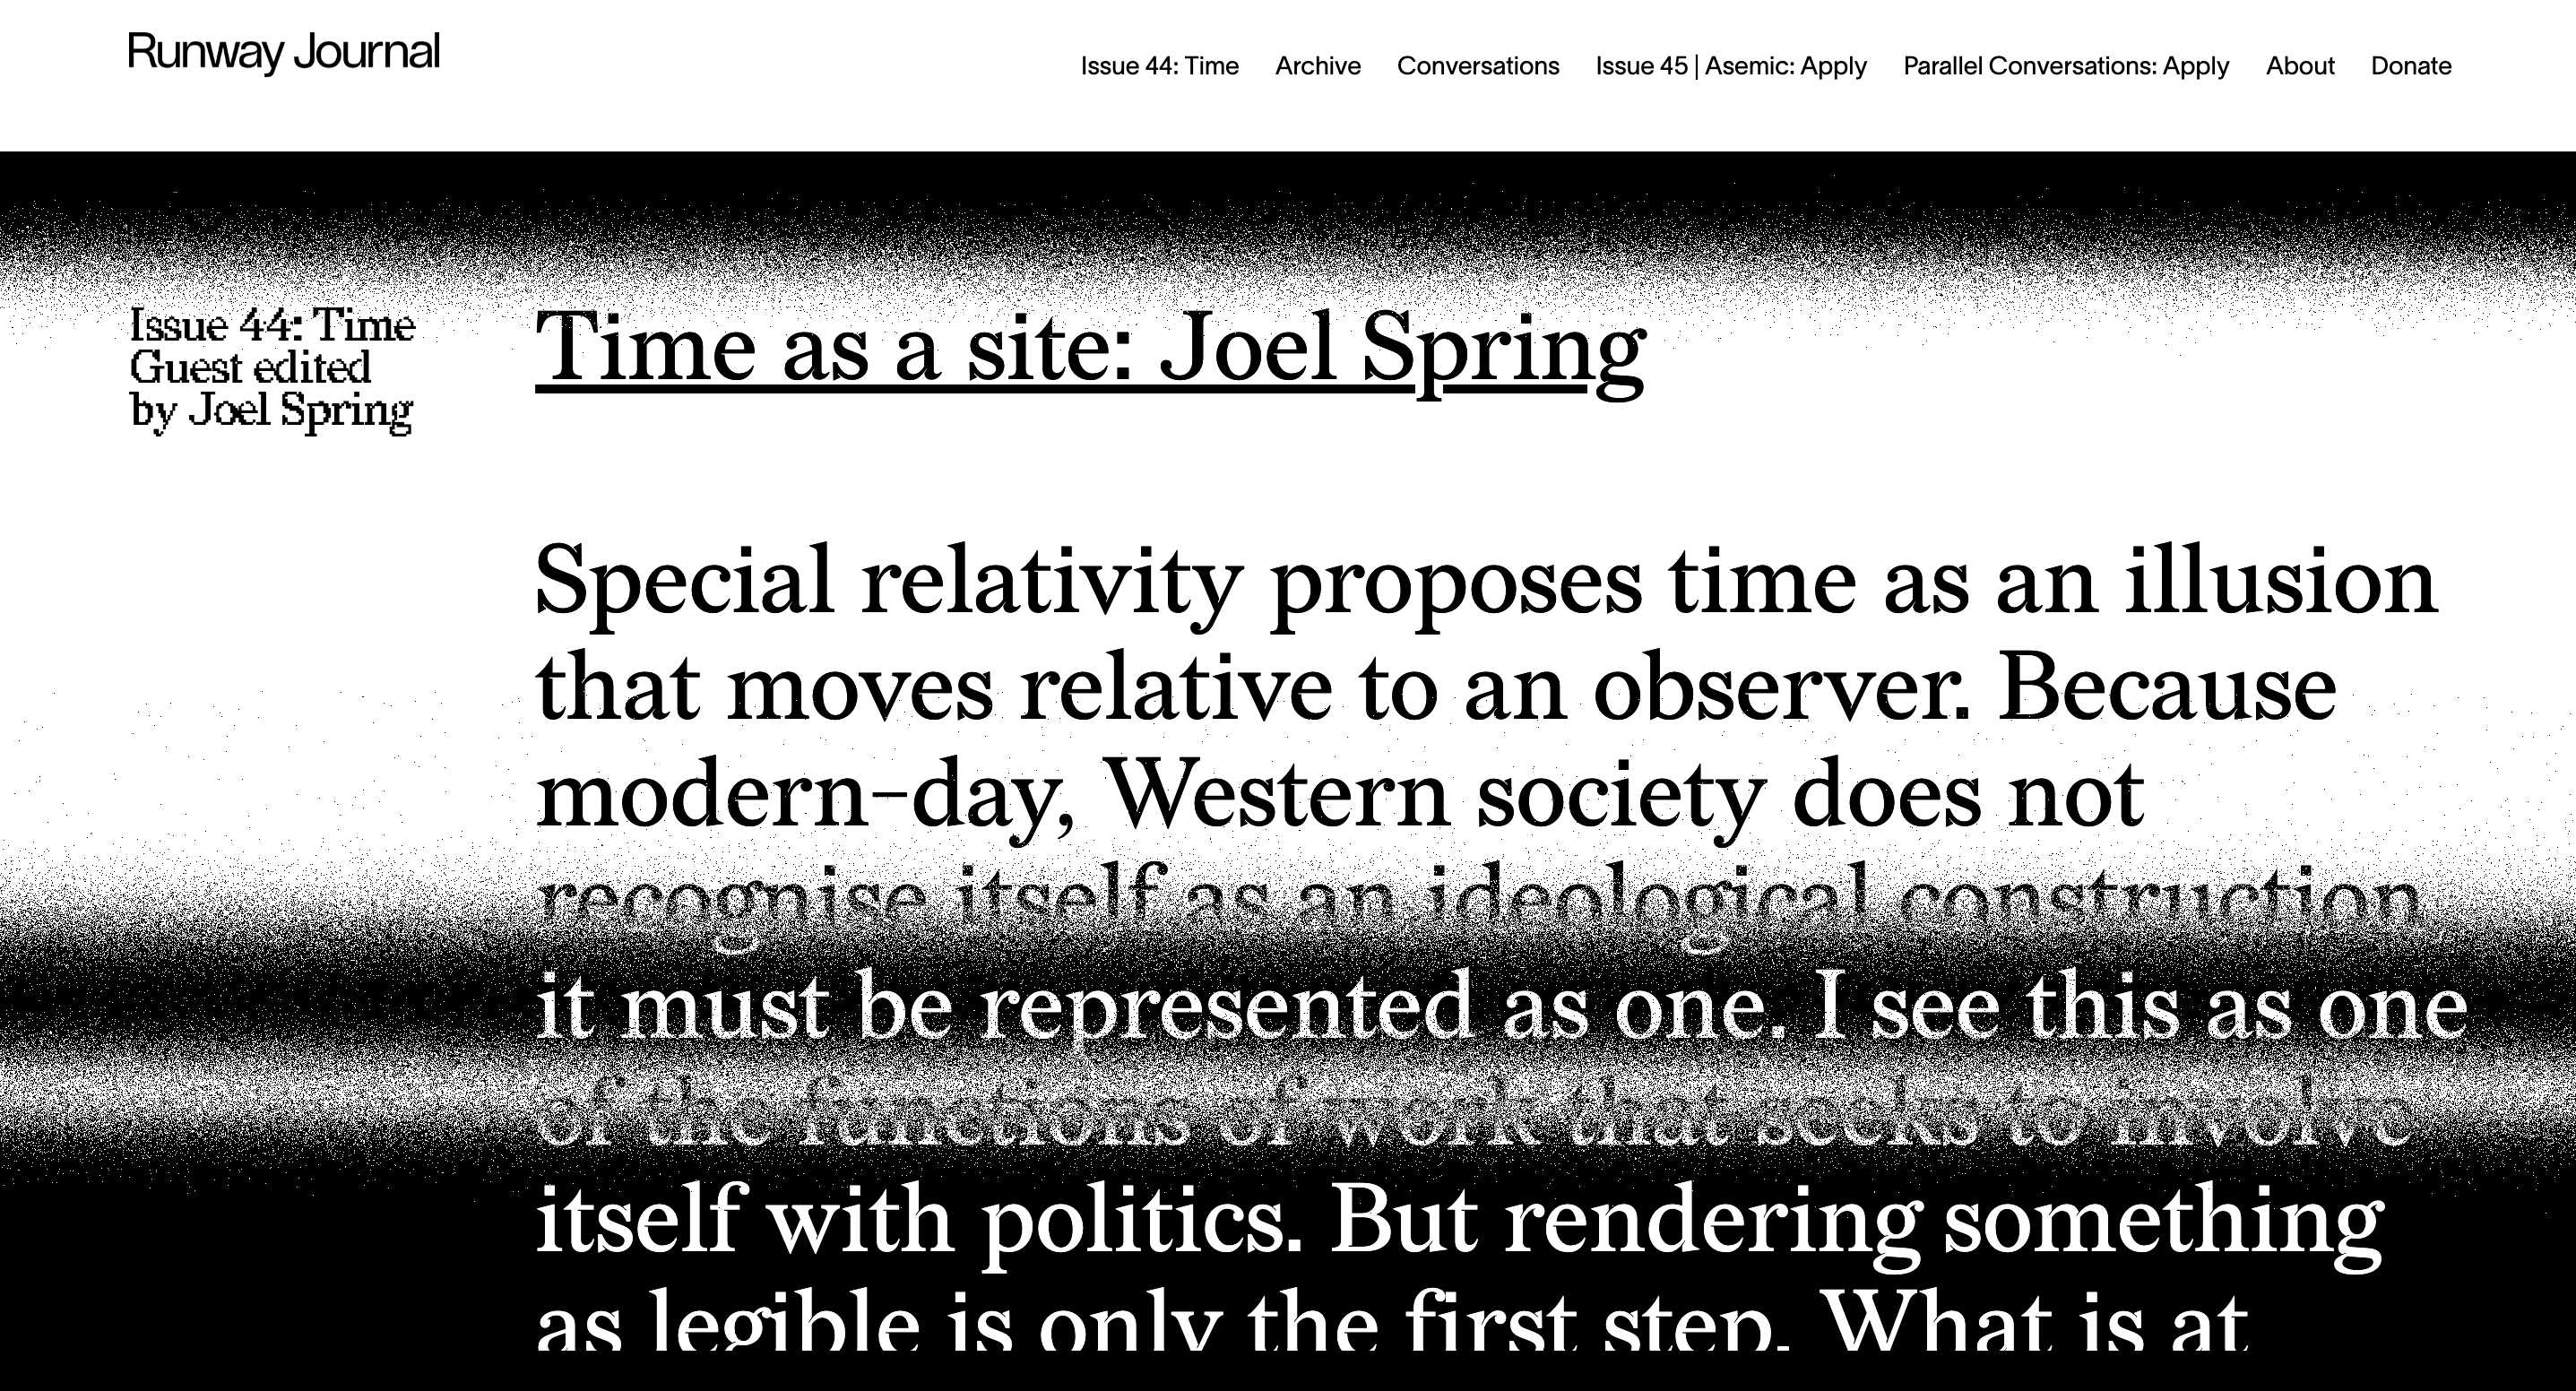 Runway Journal
Issue 44: Time Archive Conversations Issue 45 | Asemic: Apply Parallel Conversations: Apply About Donate
Issue 44: Time
Guest edited
by Joel Spring
Time as a site: Joel Spring
Special relativity proposes time as an illusion
that moves relative to an observer. Because
modern-day, Western society does not
recognise itself as an ideological construction
it must be represented as one. I see this as one
of the functions of work that seeks to involve
itself with politics. But rendering something
as legible is only the first step. What is at